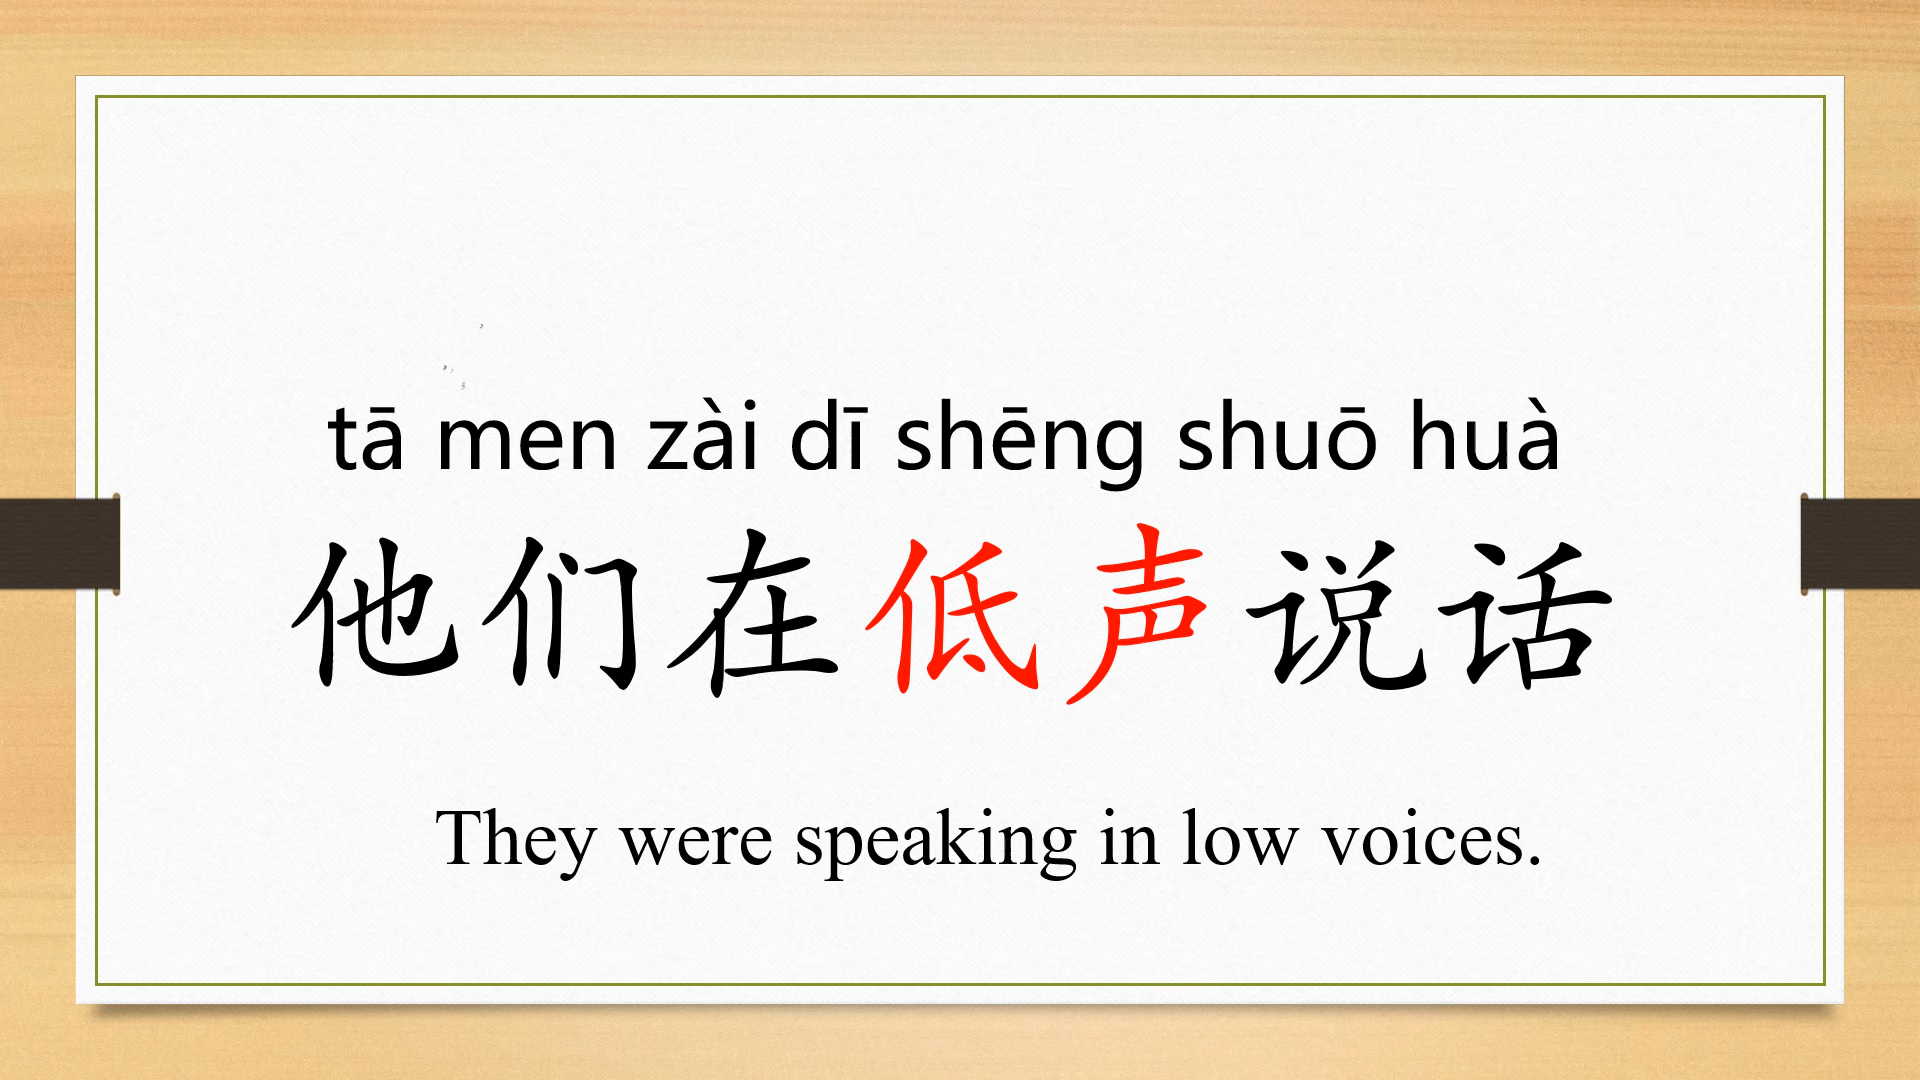 tā men zài dī shēng shuō huà
他们在低声说话
They were speaking in low voices.